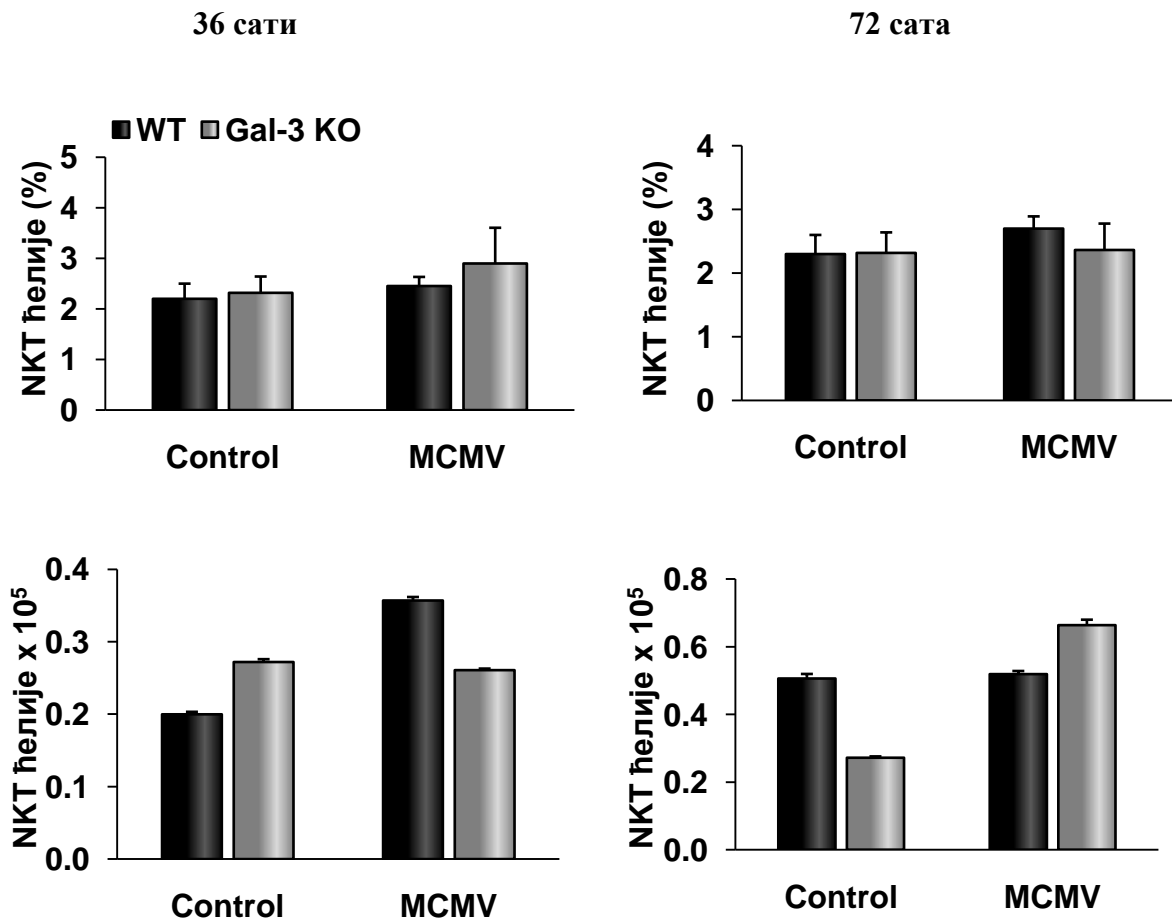 36 сати
72 сата
WT Gal-3 KO
NKT ћелије (%)
5
4
3
2
1
0
Control MCMV
NKT ћелије (%)
4
3
2
1
0
Control MCMV
NKT ћелије x 10⁵
0.4
0.3
0.2
0.1
0.0
Control MCMV
NKT ћелије x 10⁵
0.8
0.6
0.4
0.2
0.0
Control MCMV